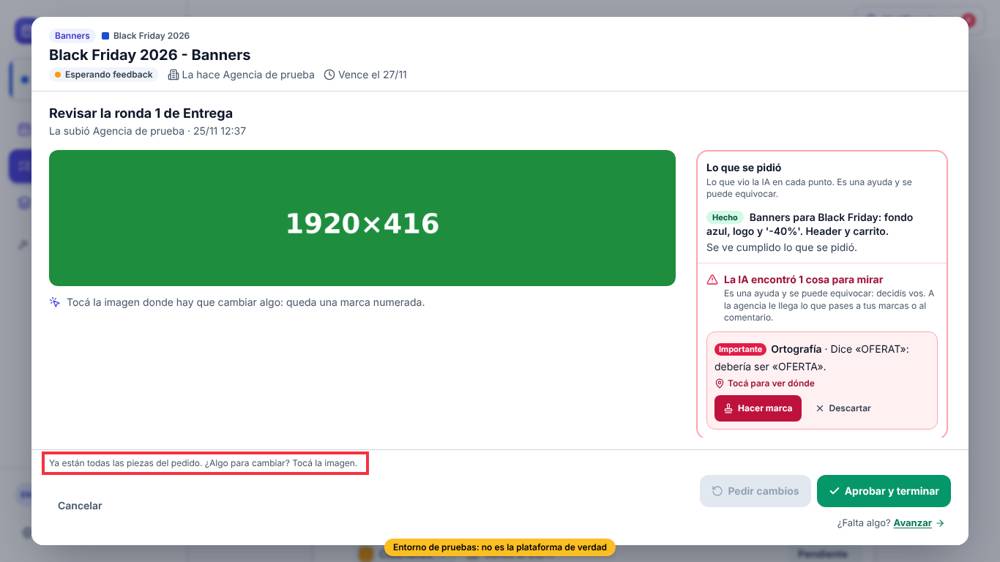 Banners Black Friday 2026
Black Friday 2026 - Banners
Esperando feedback La hace Agencia de prueba Vence el 27/11
Revisar la ronda 1 de Entrega
La subió Agencia de prueba · 25/11 12:37
1920×416
Tocá la imagen donde hay que cambiar algo: queda una marca numerada.
Lo que se pidió
Lo que vio la IA en cada punto. Es una ayuda y se
puede equivocar.
Hecho Banners para Black Friday: fondo
azul, logo y '-40%'. Header y carrito.
Se ve cumplido lo que se pidió.
La IA encontró 1 cosa para mirar
Es una ayuda y se puede equivocar: decidís vos. A
la agencia le llega lo que pases a tus marcas o al
comentario.
Importante Ortografía · Dice «OFERAT»:
debería ser «OFERTA».
Tocá para ver dónde
Hacer marca Descartar
Ya están todas las piezas del pedido. ¿Algo para cambiar? Tocá la imagen.
Cancelar
Pedir cambios Aprobar y terminar
¿Falta algo? Avanzar →
Entorno de pruebas: no es la plataforma de verdad
Pendiente